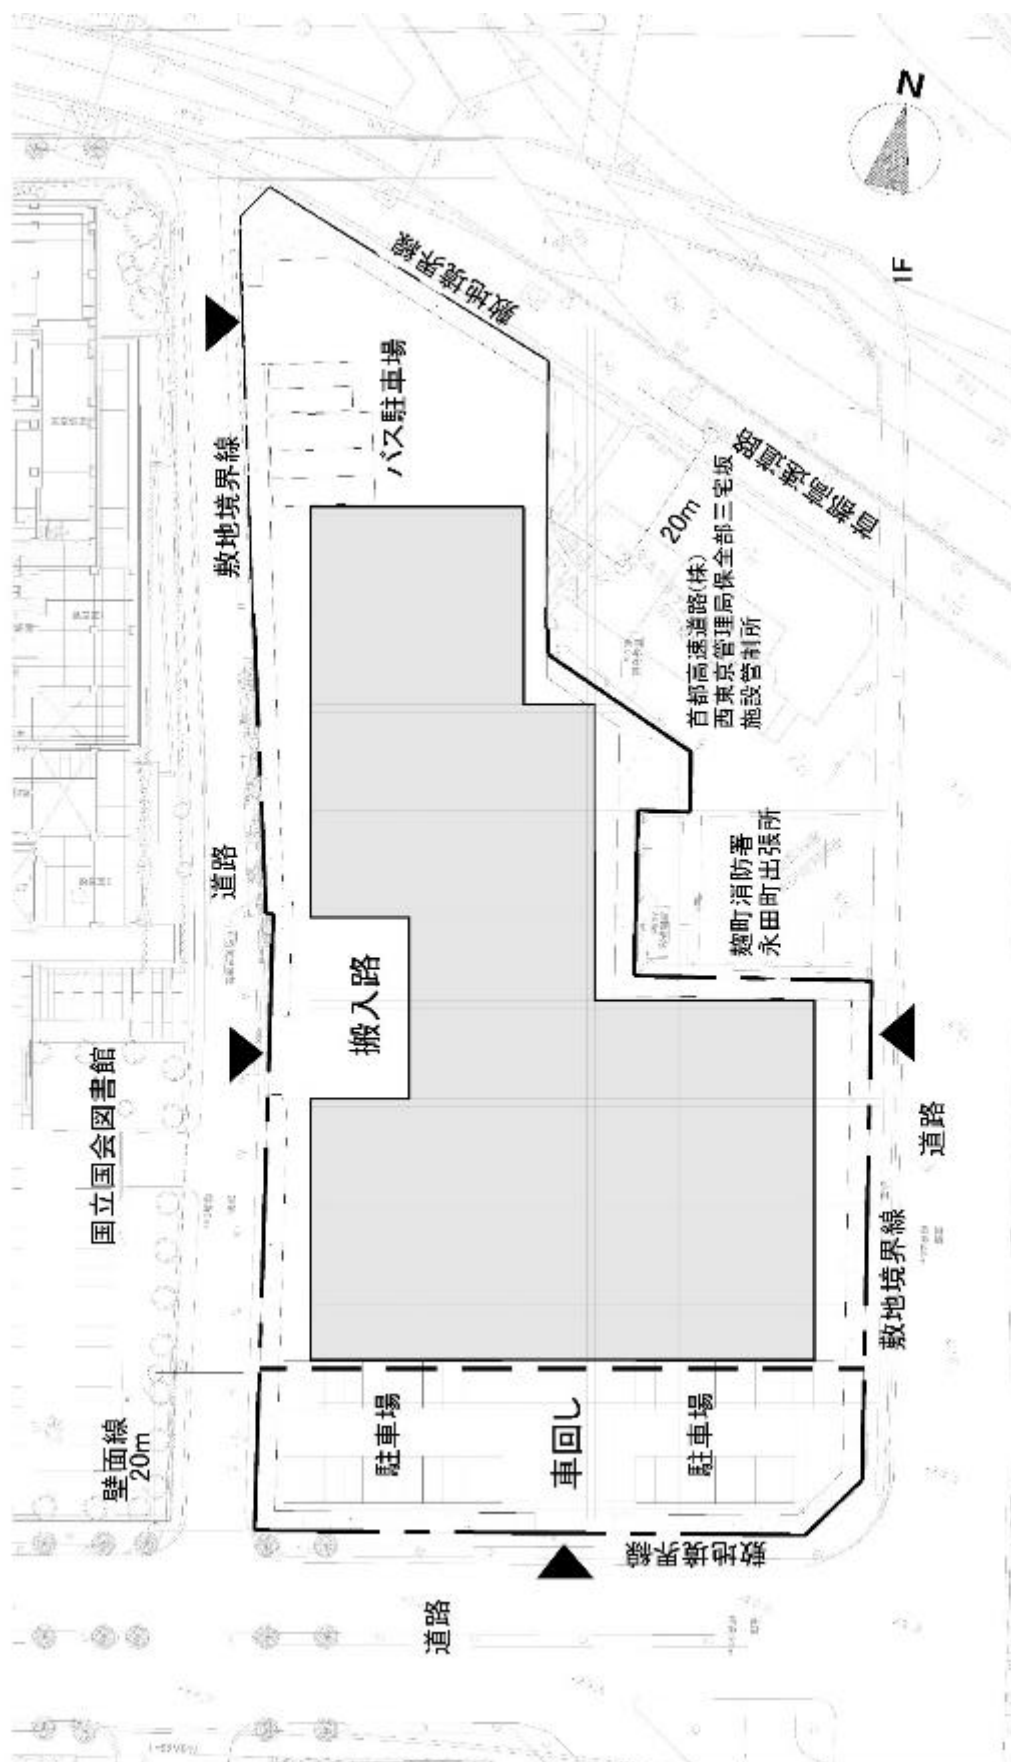 N
1F
敷地境界線
バス駐車場
敷地境界線
首都高速道路
20m
首都高速道路(株)
西東京管理局保全部三宅坂
施設管制所
道路
搬入路
麹町消防署
永田町出張所
国立国会図書館
道路
敷地境界線
壁面線
20m
駐車場
車回し
駐車場
敷地境界線
道路